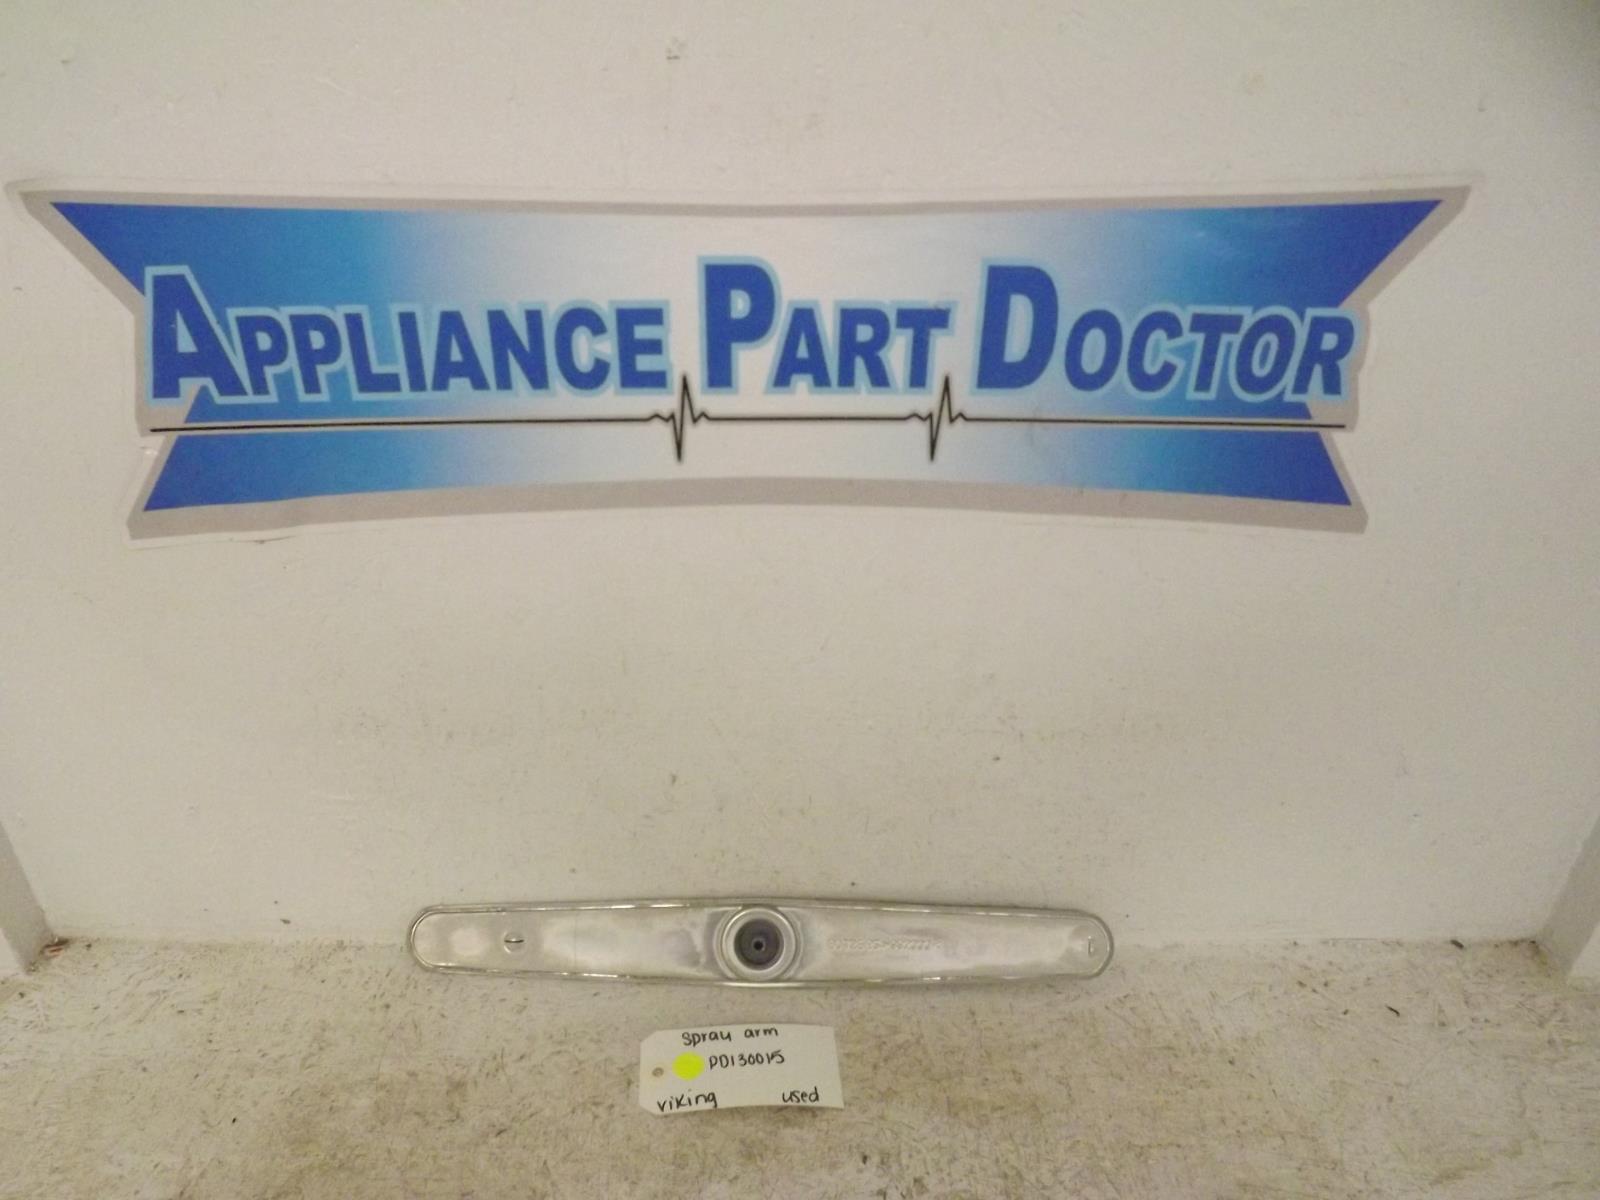 APPLIANCE PART DOCTOR
spray arm
PD130015
viking used